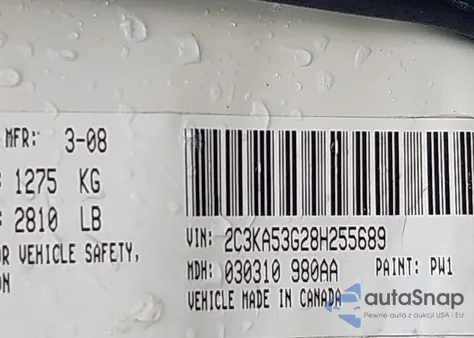 MFR: 3-08
: 1275 KG
: 2810 LB
OR VEHICLE SAFETY,
ON
VIN: 2C3KA53G28H255689
MDH: 030310 980AA PAINT: PW1
VEHICLE MADE IN CANADA
autoSnap
Pewne auta z aukcji USA - EU